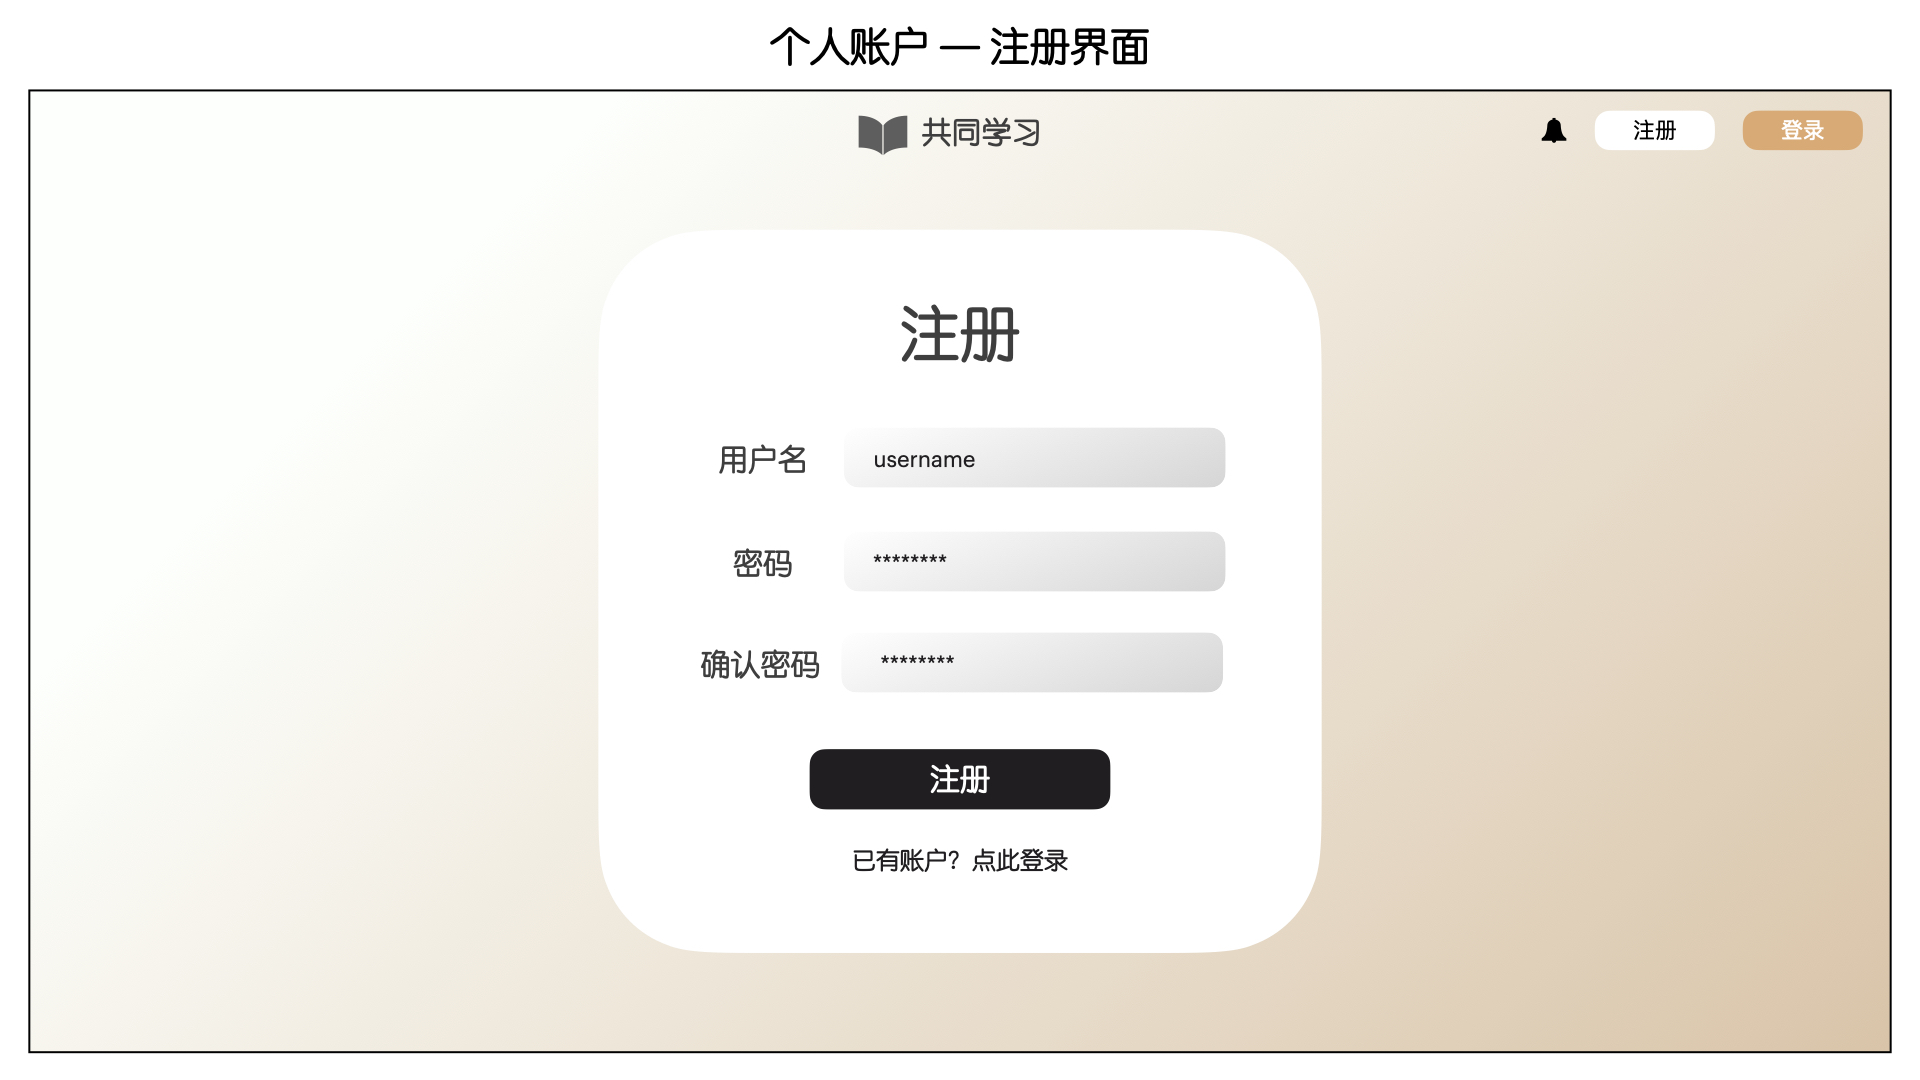 个人账户 — 注册界面
共同学习
注册
登录
注册
用户名
username
密码
********
确认密码
********
注册
已有账户？点此登录